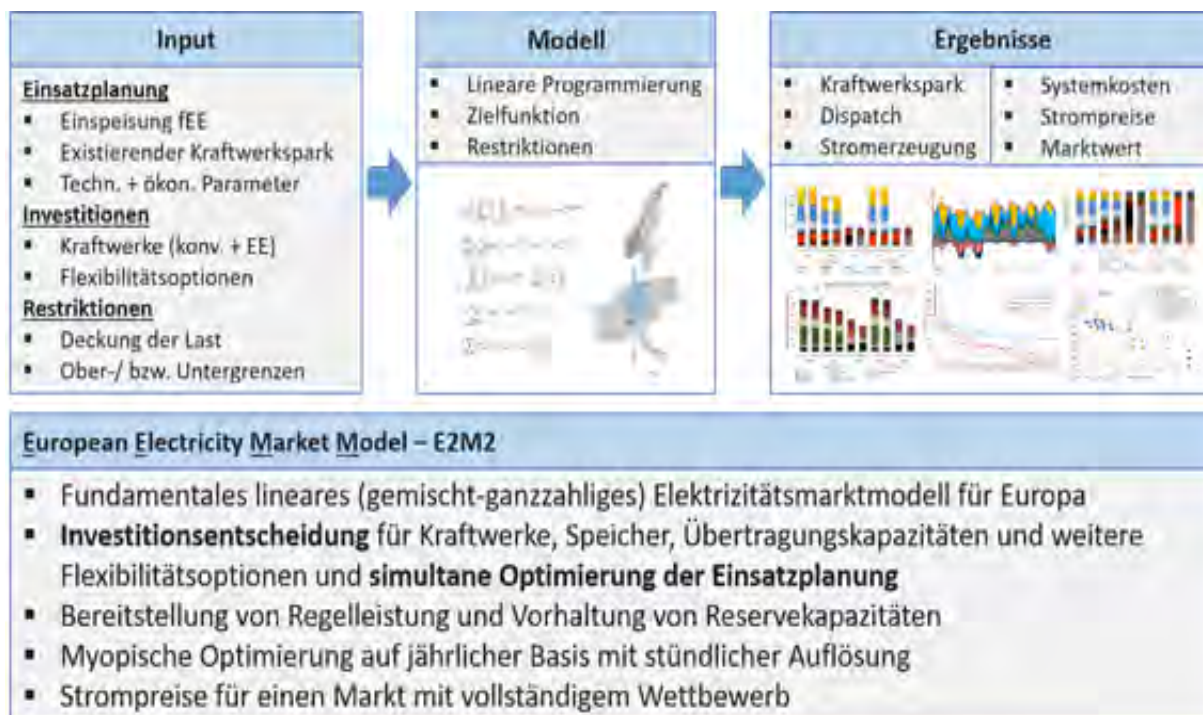 Input
Einsatzplanung
▪ Einspeisung fEE
▪ Existierender Kraftwerkspark
▪ Techn. + ökon. Parameter
Investitionen
▪ Kraftwerke (konv. + EE)
▪ Flexibilitätsoptionen
Restriktionen
▪ Deckung der Last
▪ Ober-/ bzw. Untergrenzen
Modell
▪ Lineare Programmierung
▪ Zielfunktion
▪ Restriktionen
Ergebnisse
▪ Kraftwerkspark
▪ Dispatch
▪ Stromerzeugung
▪ Systemkosten
▪ Strompreise
▪ Marktwert
European Electricity Market Model – E2M2
▪ Fundamentales lineares (gemischt-ganzzahliges) Elektrizitätsmarktmodell für Europa
▪ Investitionsentscheidung für Kraftwerke, Speicher, Übertragungskapazitäten und weitere
Flexibilitätsoptionen und simultane Optimierung der Einsatzplanung
▪ Bereitstellung von Regelleistung und Vorhaltung von Reservekapazitäten
▪ Myopische Optimierung auf jährlicher Basis mit stündlicher Auflösung
▪ Strompreise für einen Markt mit vollständigem Wettbewerb